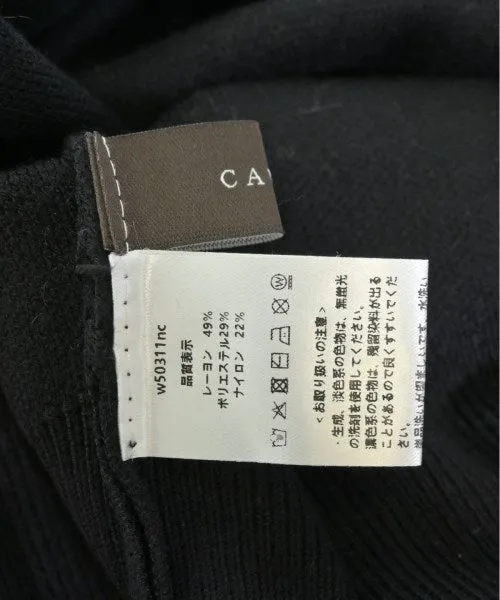 CA
w50311nc
品質表示
レーヨン 49%
ポリエステル29%
ナイロン 22%
＜お取り扱いの注意＞
・生成、淡色系の色物は、無蛍光
の洗剤を使用してください。
濃色系の色物は、残留染料が出る
ことがあるので良くすすいでくだ
さい。